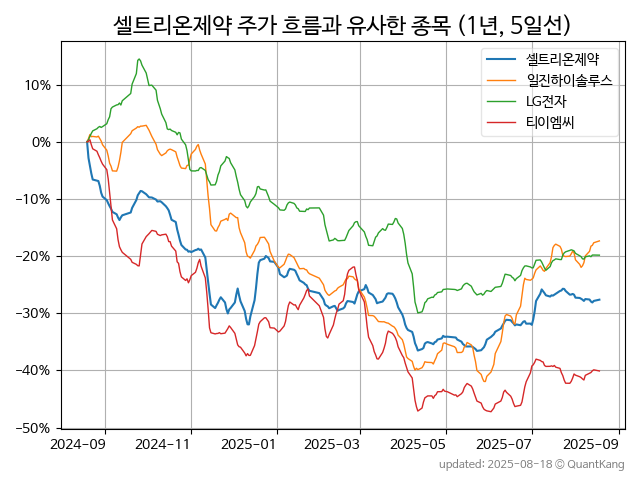 셀트리온제약 주가 흐름과 유사한 종목 (1년, 5일선)
셀트리온제약
일진하이솔루스
LG전자
티이엠씨
10%
0%
−10%
−20%
−30%
−40%
−50%
2024-09 2024-11 2025-01 2025-03 2025-05 2025-07 2025-09
updated: 2025-08-18 © QuantKang